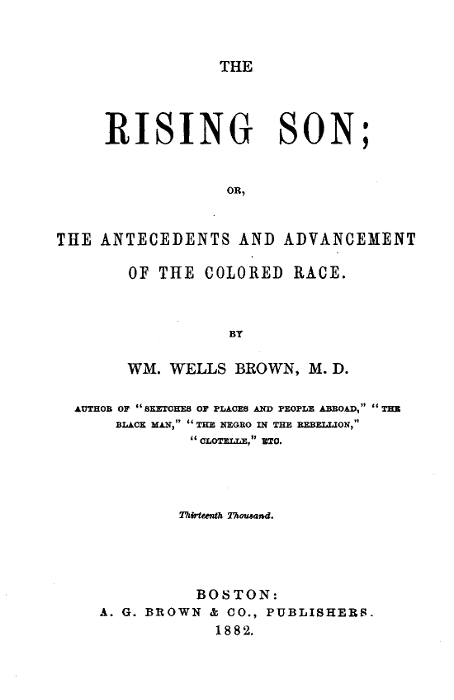 THE
RISING SON;
OR,
THE ANTECEDENTS AND ADVANCEMENT
OF THE COLORED RACE.
BY
WM. WELLS BROWN, M. D.
AUTHOR OF "SKETCHES OF PLACES AND PEOPLE ABROAD," "THE
BLACK MAN," "THE NEGRO IN THE REBELLION,"
"CLOTELLE," ETC.
Thirteenth Thousand.
BOSTON:
A. G. BROWN & CO., PUBLISHERS.
1882.